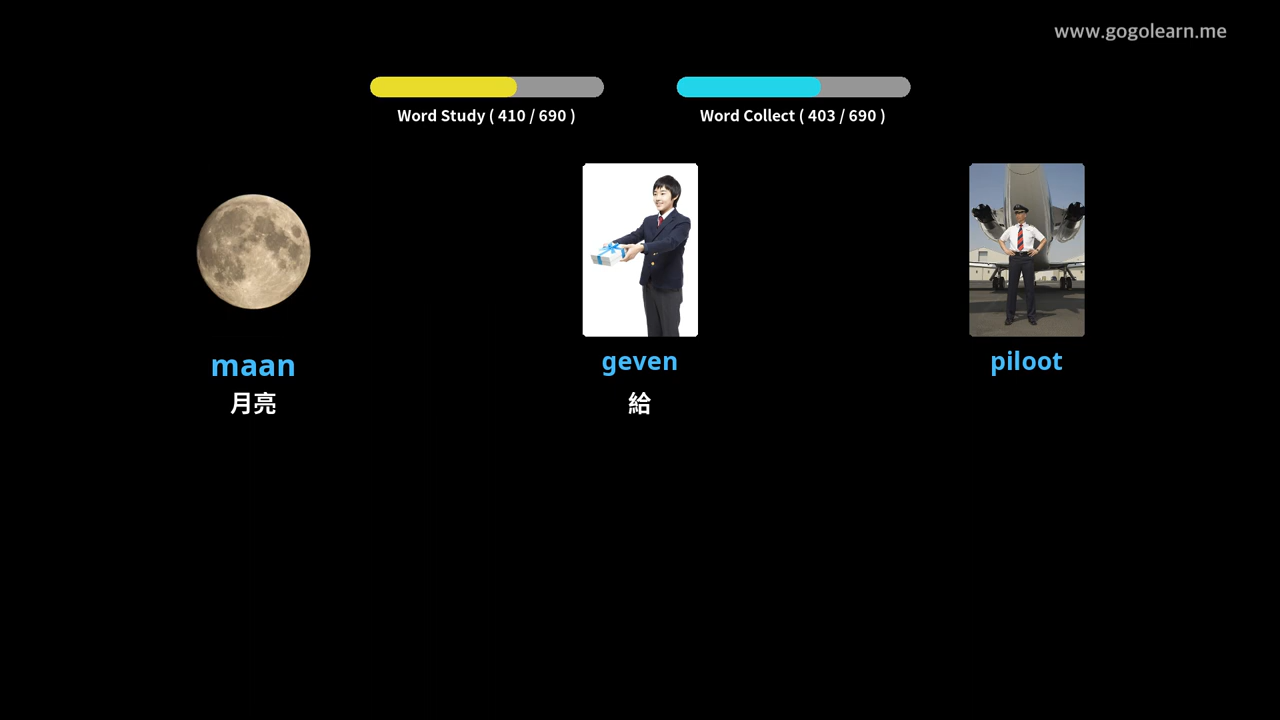 www.gogolearn.me
Word Study ( 410 / 690 )
Word Collect ( 403 / 690 )
maan
geven
piloot
月亮
給